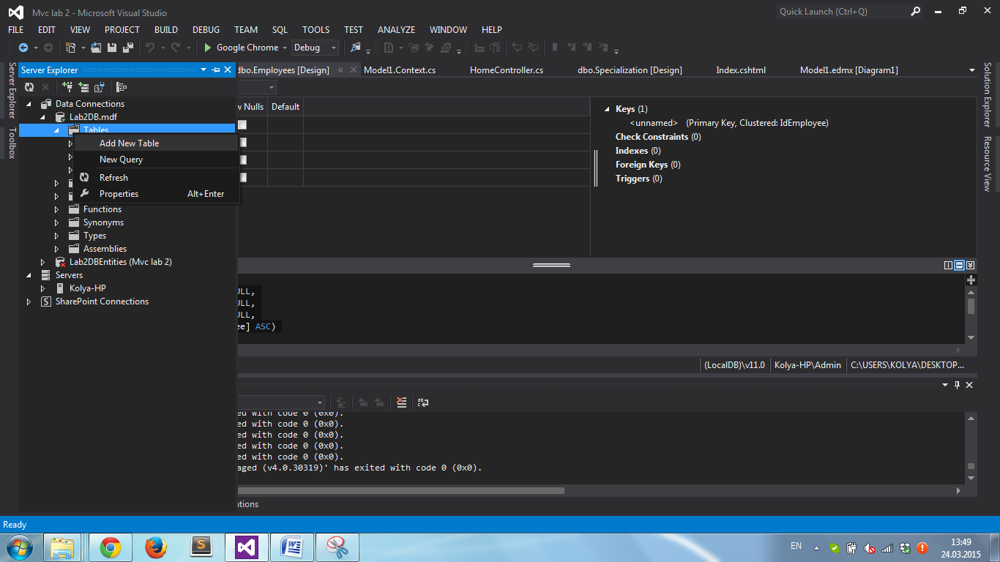 Mvc lab 2 - Microsoft Visual Studio
Quick Launch (Ctrl+Q)
FILE EDIT VIEW PROJECT BUILD DEBUG TEAM SQL TOOLS TEST ANALYZE WINDOW HELP
Google Chrome
Debug
Server Explorer
Toolbox
Server Explorer
Data Connections
Lab2DB.mdf
Tables
Add New Table
New Query
Refresh
Properties Alt+Enter
Functions
Synonyms
Types
Assemblies
Lab2DBEntities (Mvc lab 2)
Servers
Kolya-HP
SharePoint Connections
dbo.Employees [Design]
Model1.Context.cs
HomeController.cs
dbo.Specialization [Design]
Index.cshtml
Model1.edmx [Diagram1]
w Nulls
Default
Keys (1)
<unnamed> (Primary Key, Clustered: IdEmployee)
Check Constraints (0)
Indexes (0)
Foreign Keys (0)
Triggers (0)
Solution Explorer
Resource View
ULL,
ULL,
ULL,
ee] ASC)
(LocalDB)\v11.0
Kolya-HP\Admin
C:\USERS\KOLYA\DESKTOP...
ed with code 0 (0x0).
ed with code 0 (0x0).
ed with code 0 (0x0).
ed with code 0 (0x0).
ed with code 0 (0x0).
aged (v4.0.30319)' has exited with code 0 (0x0).
Ready
EN
13:49
24.03.2015